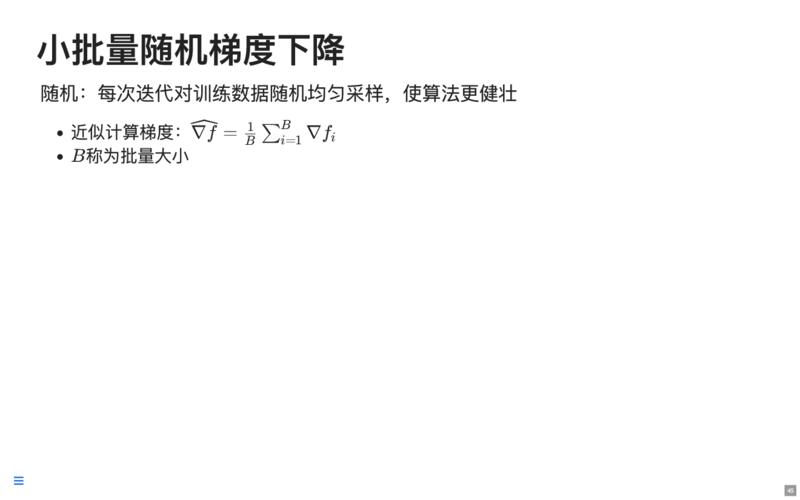 小批量随机梯度下降
随机：每次迭代对训练数据随机均匀采样，使算法更健壮
• 近似计算梯度：$\widehat{\nabla f} = \frac{1}{B} \sum_{i=1}^{B} \nabla f_i$
• B称为批量大小
45